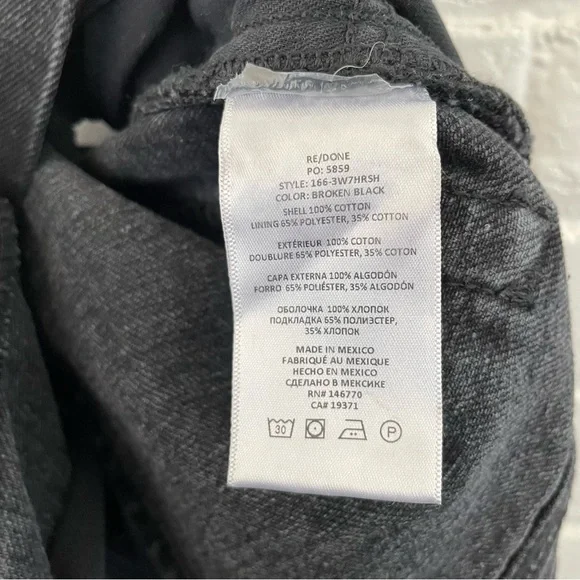 RE/DONE
PO: 5859
STYLE: 166-3W7HRSH
COLOR: BROKEN BLACK
SHELL 100% COTTON
LINING 65% POLYESTER, 35% COTTON
EXTÉRIEUR 100% COTON
DOUBLURE 65% POLYESTER, 35% COTON
CAPA EXTERNA 100% ALGODÓN
FORRO 65% POLIÉSTER, 35% ALGODÓN
ОБОЛОЧКА 100% ХЛОПОК
ПОДКЛАДКА 65% ПОЛИЭСТЕР,
35% ХЛОПОК
MADE IN MEXICO
FABRIQUÉ AU MEXIQUE
HECHO EN MEXICO
СДЕЛАНО В МЕКСИКЕ
RN# 146770
CA# 19371
30 P